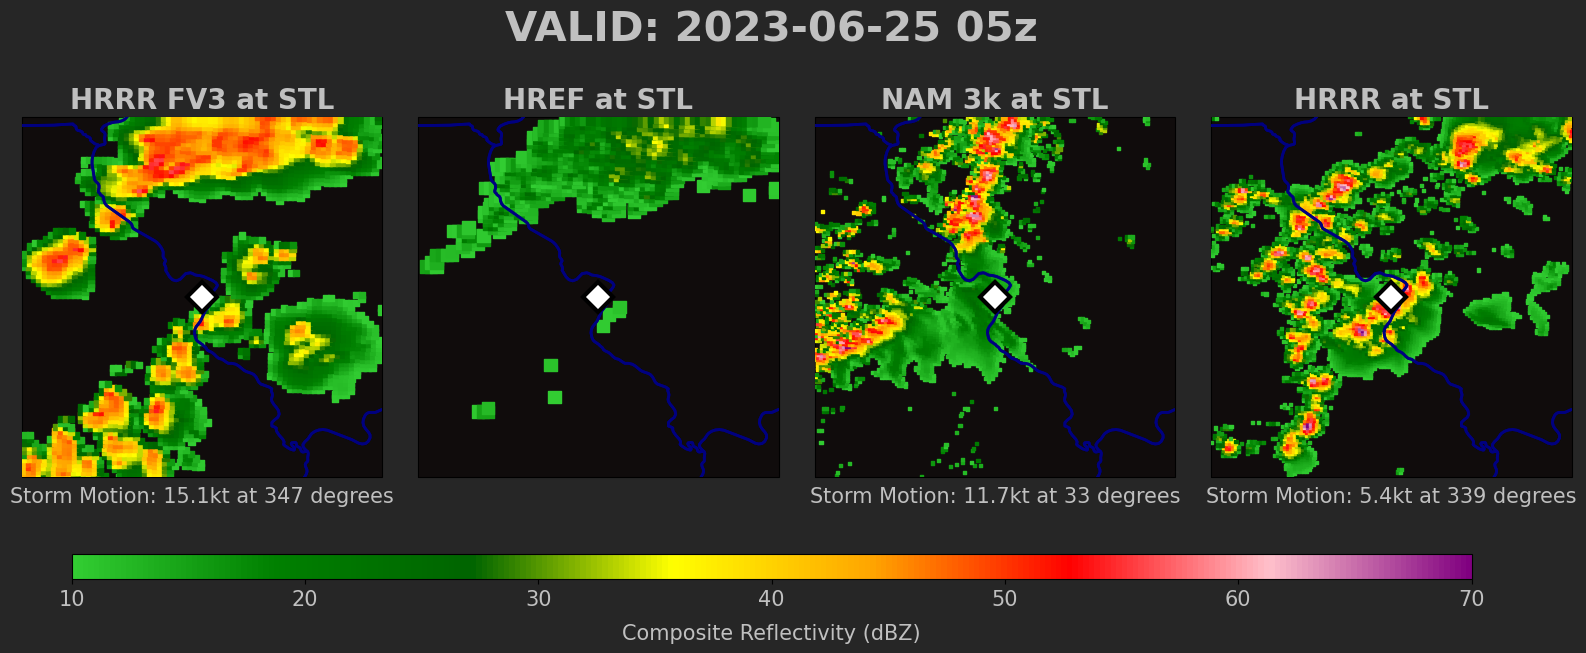 VALID: 2023-06-25 05z
HRRR FV3 at STL
HREF at STL
NAM 3k at STL
HRRR at STL
Storm Motion: 15.1kt at 347 degrees
Storm Motion: 11.7kt at 33 degrees
Storm Motion: 5.4kt at 339 degrees
10 20 30 40 50 60 70
Composite Reflectivity (dBZ)